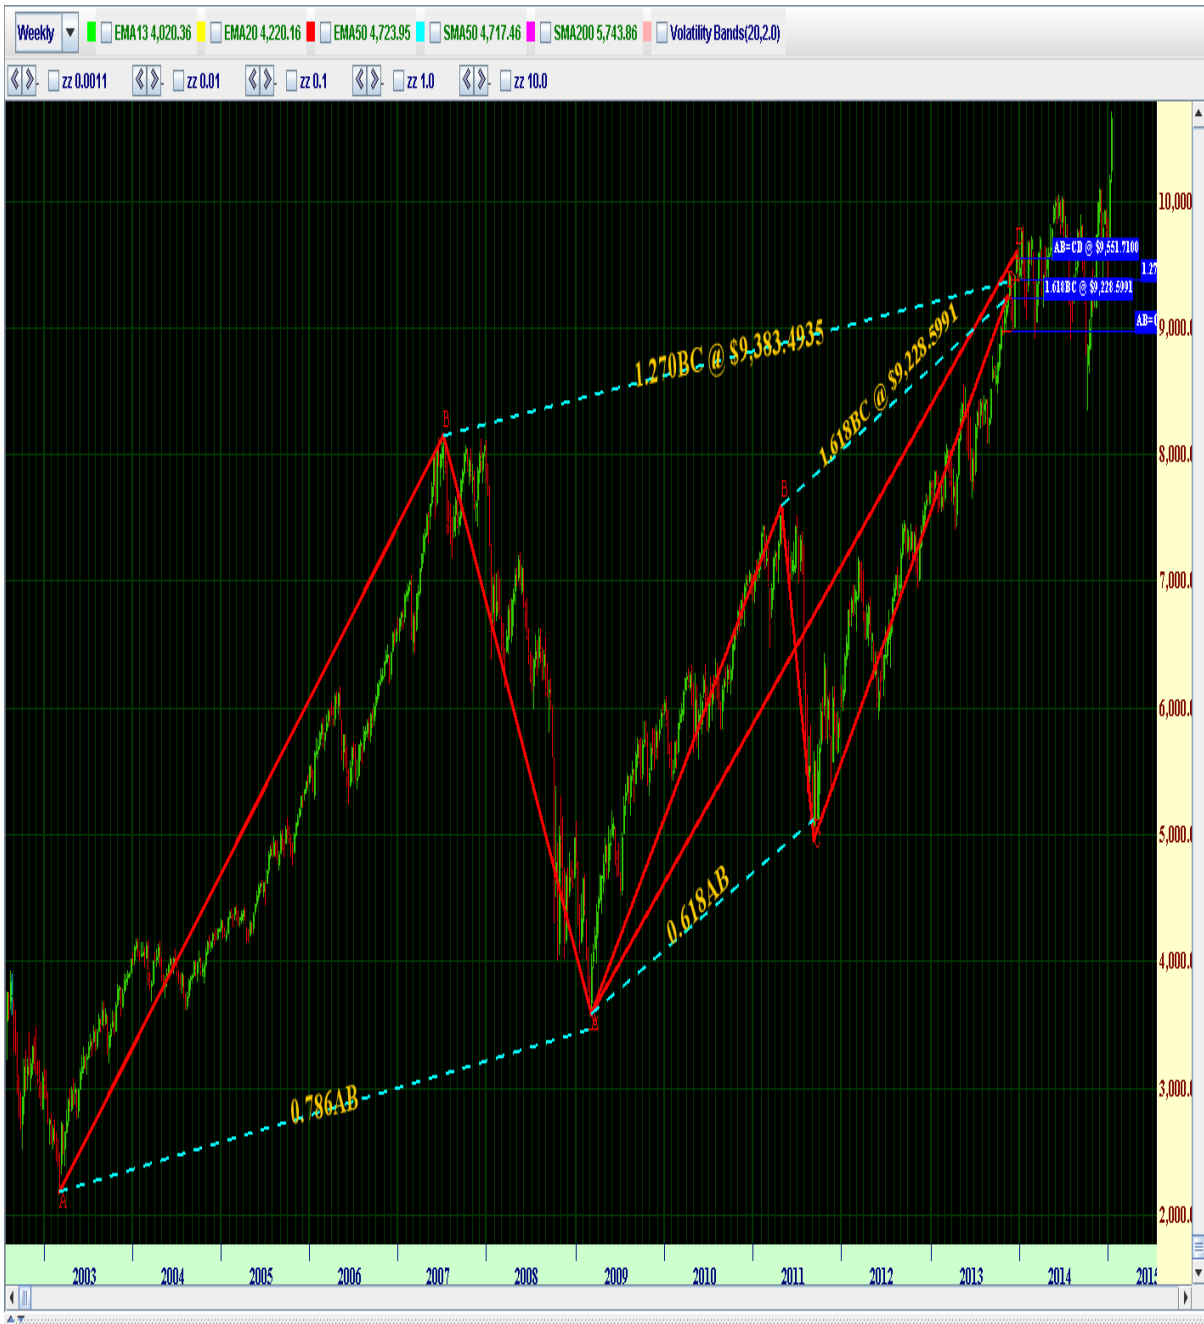 Weekly EMA13 4,020.36 EMA20 4,220.16 EMA50 4,723.95 SMA50 4,717.46 SMA200 5,743.86 Volatility Bands(20,2.0)
zz 0.0011 zz 0.01 zz 0.1 zz 1.0 zz 10.0
10,000
AB=CD @ $9,551.7100
1.27
1.618BC @ $9,228.5991
9,000.
1.270BC @ $9,383.4935
1.618BC @ $9,228.5991
B
8,000.
B
7,000.
6,000.
5,000.
C
0.618AB
4,000.
3,000.
0.786AB
A
2,000.
2003 2004 2005 2006 2007 2008 2009 2010 2011 2012 2013 2014 2015